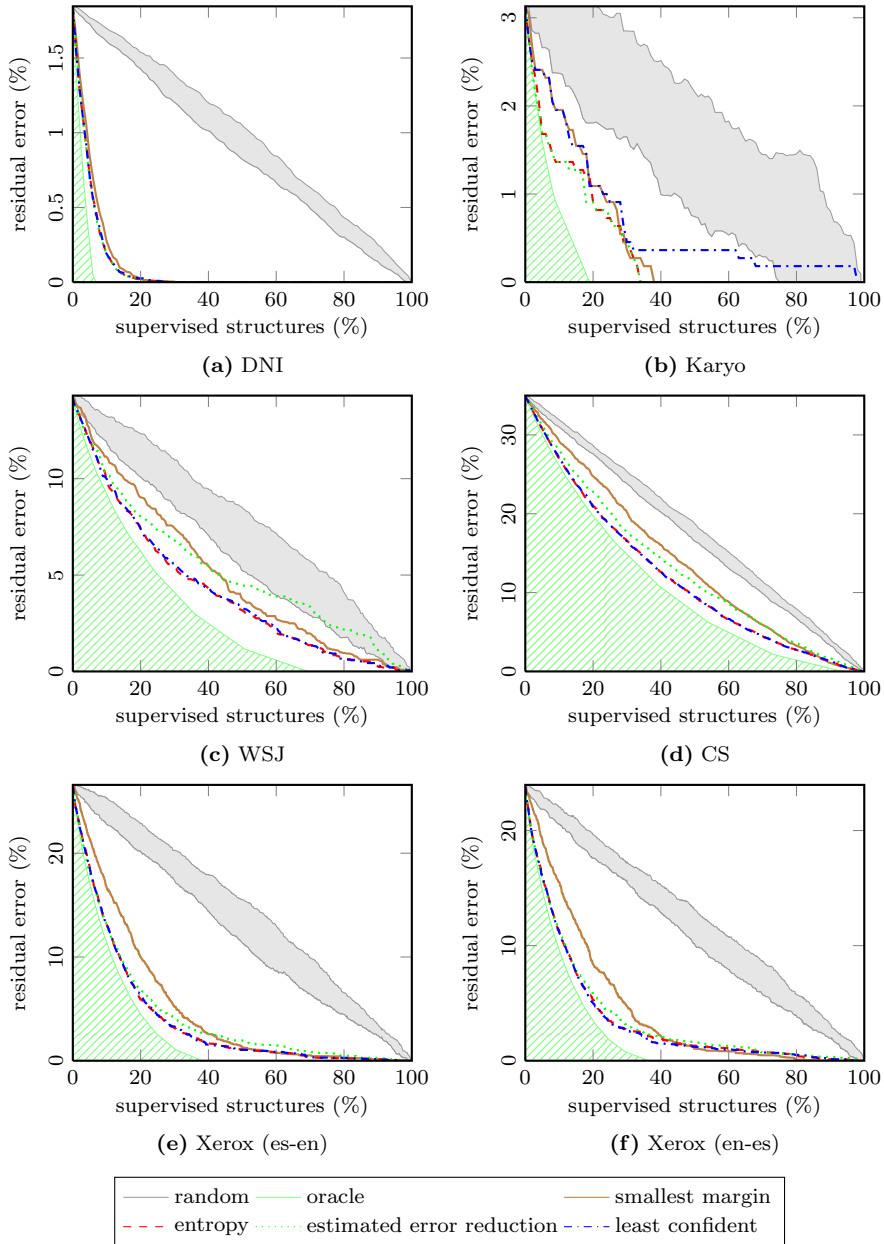 0
0.5
1
1.5
residual error (%)
0 20 40 60 80 100
supervised structures (%)
(a) DNI
0
1
2
3
residual error (%)
0 20 40 60 80 100
supervised structures (%)
(b) Karyo
0
5
10
residual error (%)
0 20 40 60 80 100
supervised structures (%)
(c) WSJ
0
10
20
30
residual error (%)
0 20 40 60 80 100
supervised structures (%)
(d) CS
0
10
20
residual error (%)
0 20 40 60 80 100
supervised structures (%)
(e) Xerox (es-en)
0
10
20
residual error (%)
0 20 40 60 80 100
supervised structures (%)
(f) Xerox (en-es)
random oracle smallest margin
entropy estimated error reduction least confident